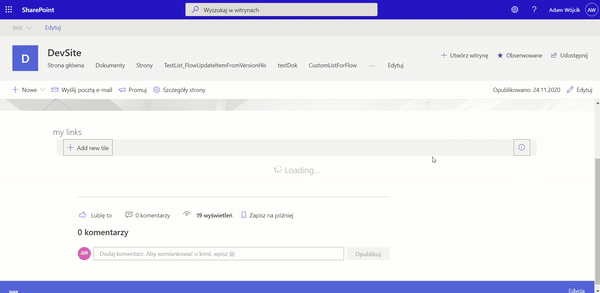 SharePoint
Wyszukaj w witrynach
Adam Wójcik
AW
test
Edytuj
D
DevSite
Strona główna
Dokumenty
Strony
TestList_FlowUpdateItemFromVersionHis
testDok
CustomListForFlow
...
Edytuj
Utwórz witrynę
Obserwowane
Udostępnij
Nowe
Wyślij pocztą e-mail
Promuj
Szczegóły strony
Opublikowano: 24.11.2020
Edytuj
my links
Add new tile
Loading...
Lubię to
0 komentarzy
19 wyświetleń
Zapisz na później
0 komentarzy
AW
Dodaj komentarz. Aby wzmiankować o kimś, wpisz @
Opublikuj
Edycja